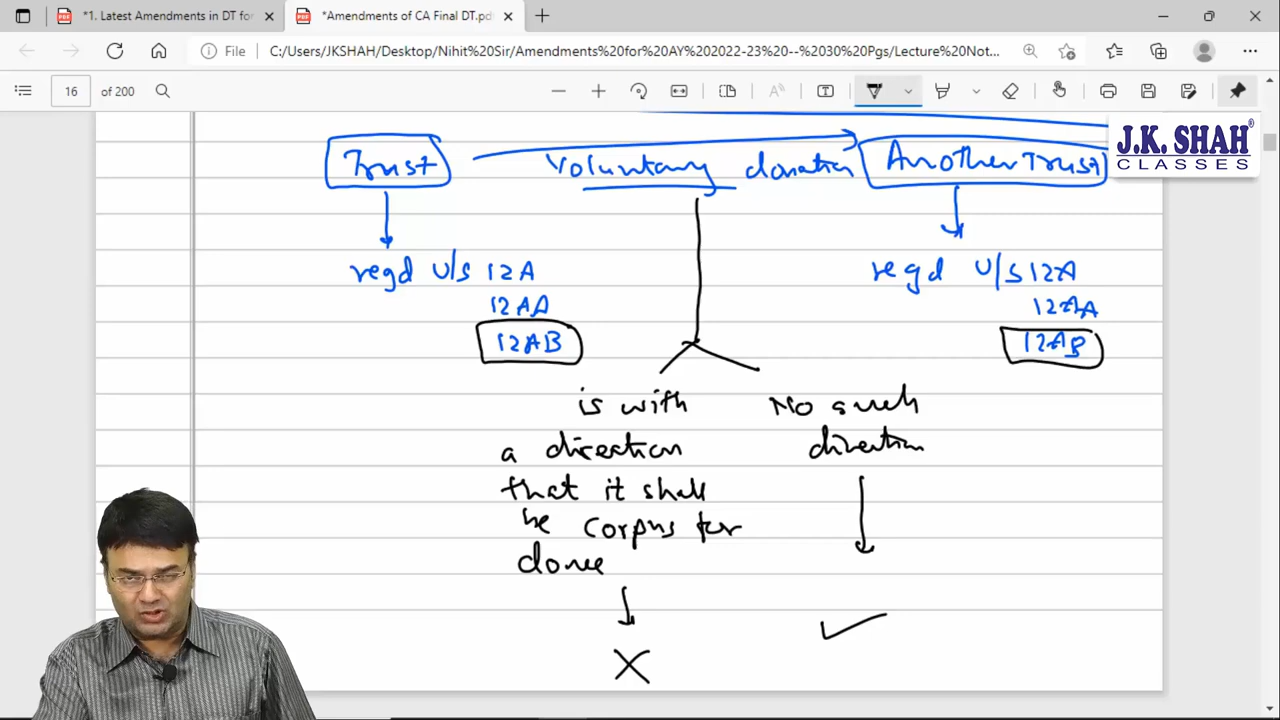 *1. Latest Amendments in DT for
*Amendments of CA Final DT.pd
File
C:/Users/JKSHAH/Desktop/Nihit%20Sir/Amendments%20for%20AY%202022-23%20--%2030%20Pgs/Lecture%20Not...
16 of 200
J.K. SHAH®
CLASSES
Trust
Voluntary donation
Another Trust
regd u/s 12A
12AA
12AB
regd u/s 12A
12AA
12AB
is with
a direction
that it shall
be corpus for
donee
No such
direction